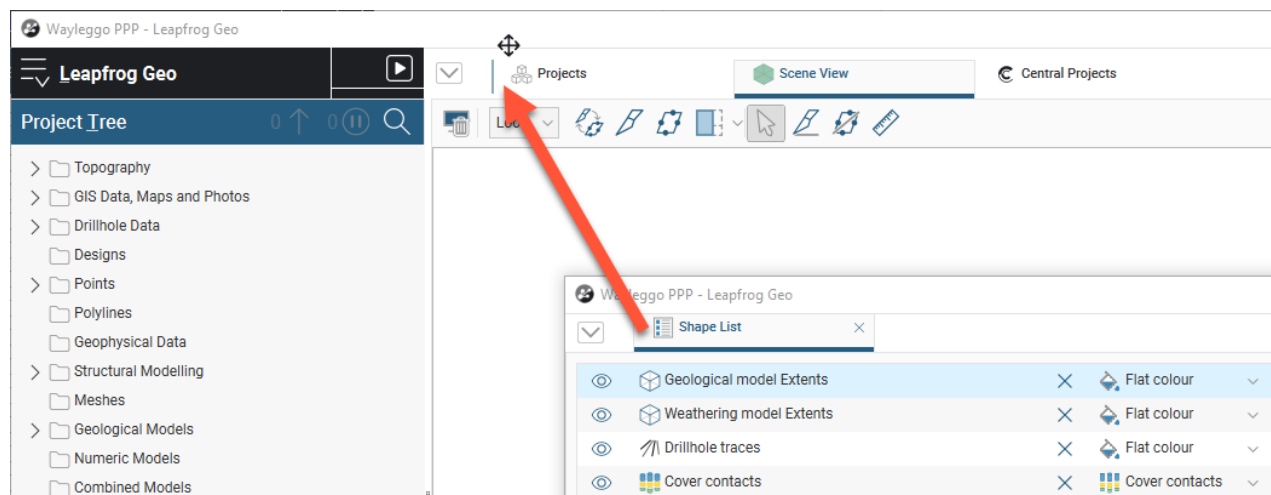 Wayleggo PPP - Leapfrog Geo
Leapfrog Geo
Projects
Scene View
Central Projects
Project Tree
0
0
Topography
GIS Data, Maps and Photos
Drillhole Data
Designs
Points
Polylines
Geophysical Data
Structural Modelling
Meshes
Geological Models
Numeric Models
Combined Models
PPP - Leapfrog Geo
Shape List
Geological model Extents
Flat colour
Weathering model Extents
Flat colour
Drillhole traces
Flat colour
Cover contacts
Cover contacts